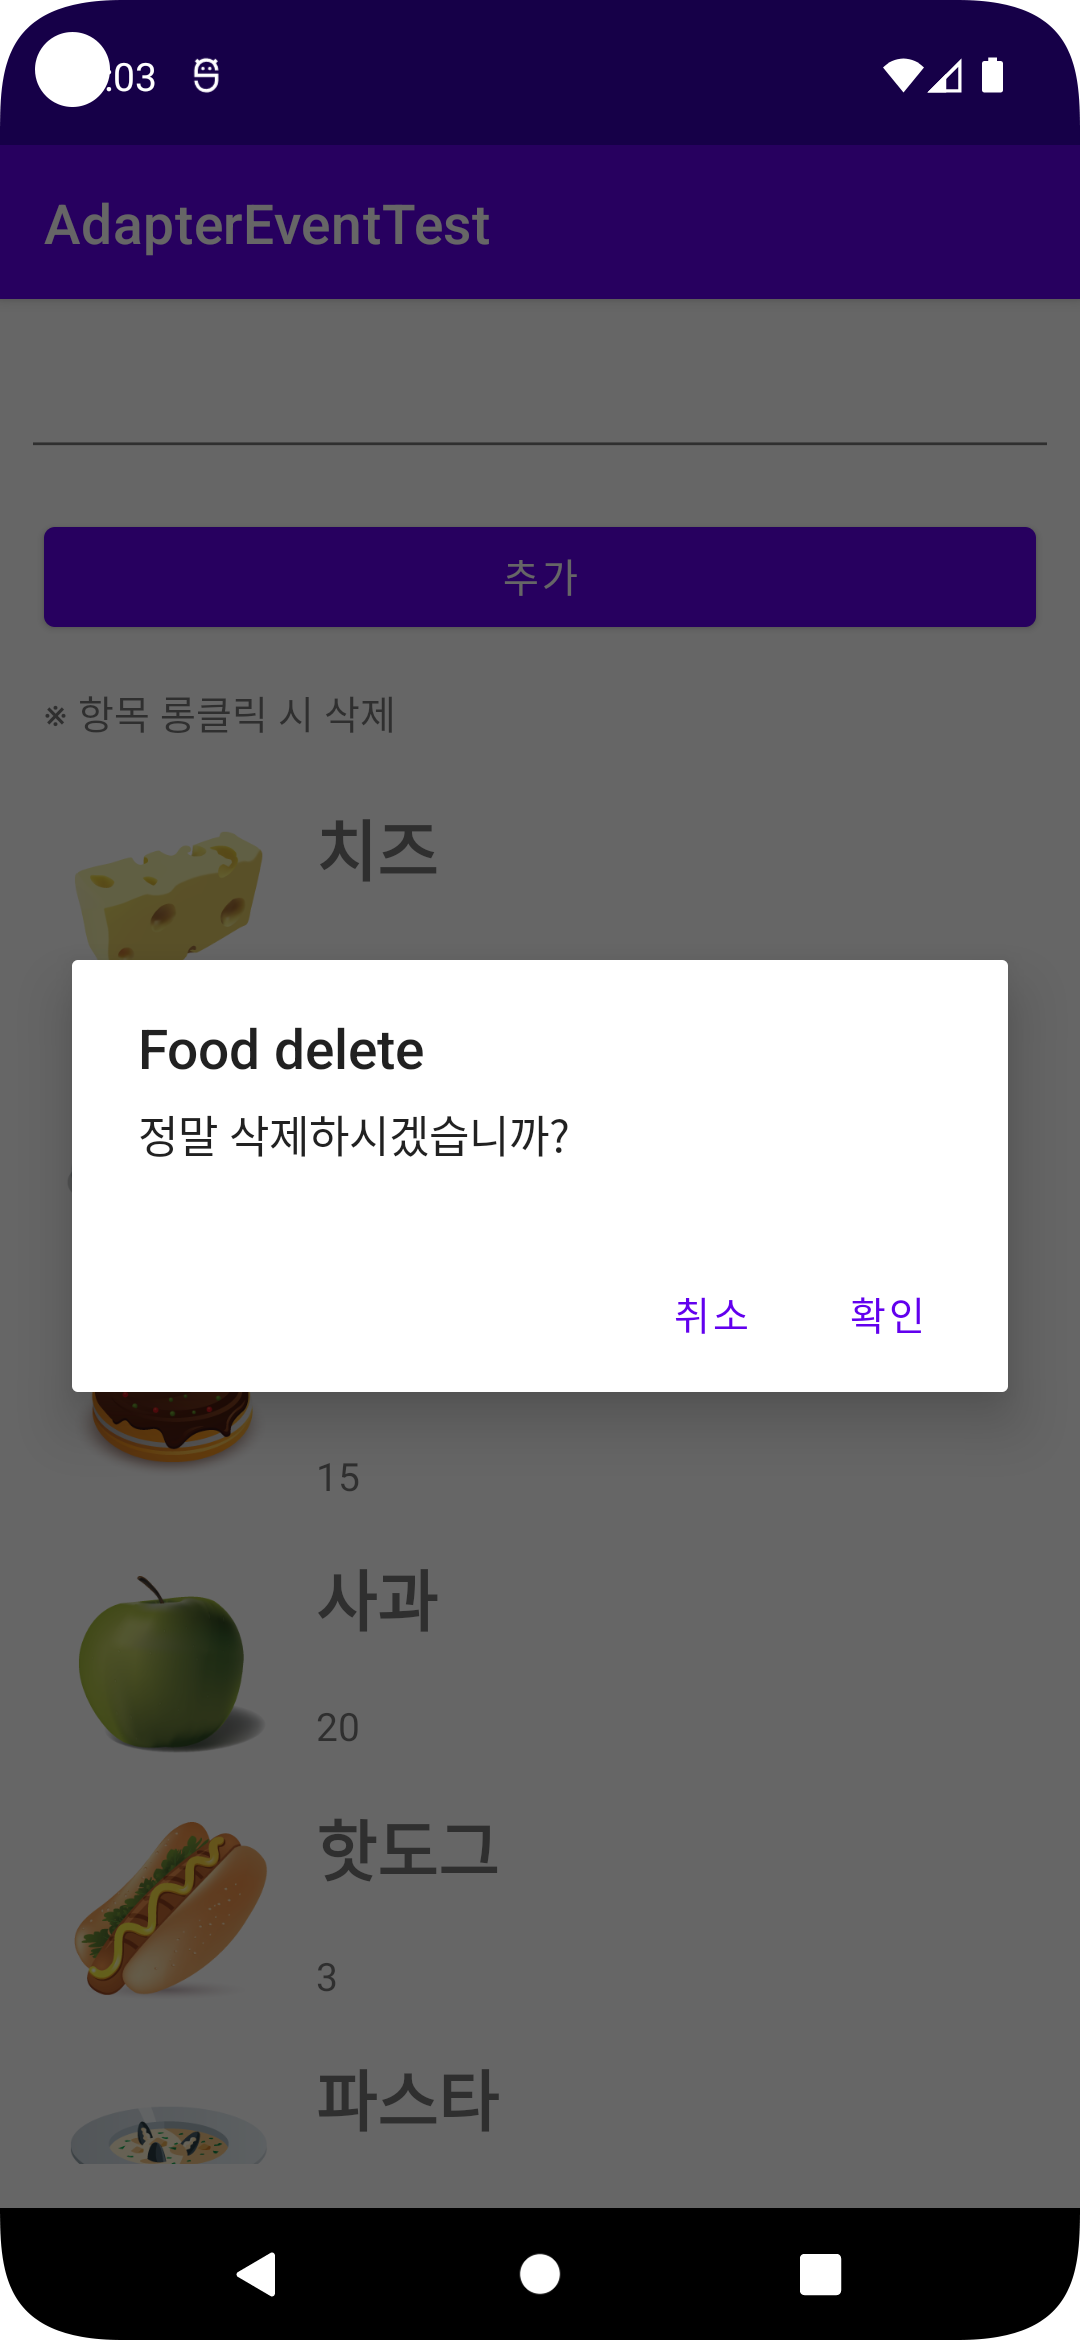 :03
AdapterEventTest
추가
※ 항목 롱클릭 시 삭제
치즈
Food delete
정말 삭제하시겠습니까?
취소 확인
15
사과
20
핫도그
3
파스타